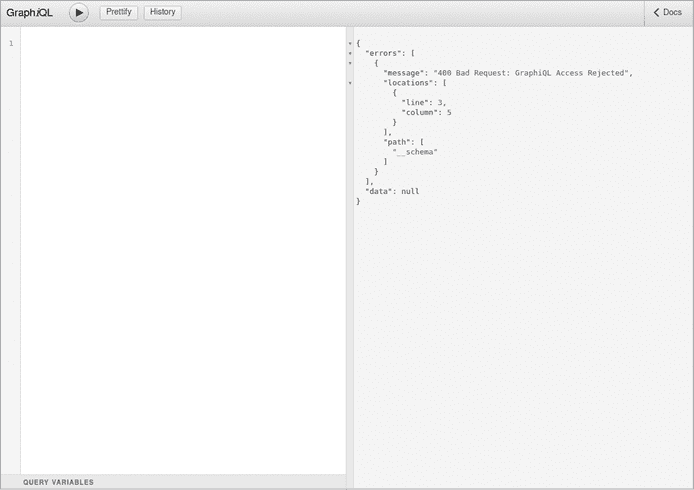 GraphiQL
Prettify
History
Docs
1
{
"errors": [
{
"message": "400 Bad Request: GraphiQL Access Rejected",
"locations": [
{
"line": 3,
"column": 5
}
],
"path": [
"__schema"
]
}
],
"data": null
}
QUERY VARIABLES